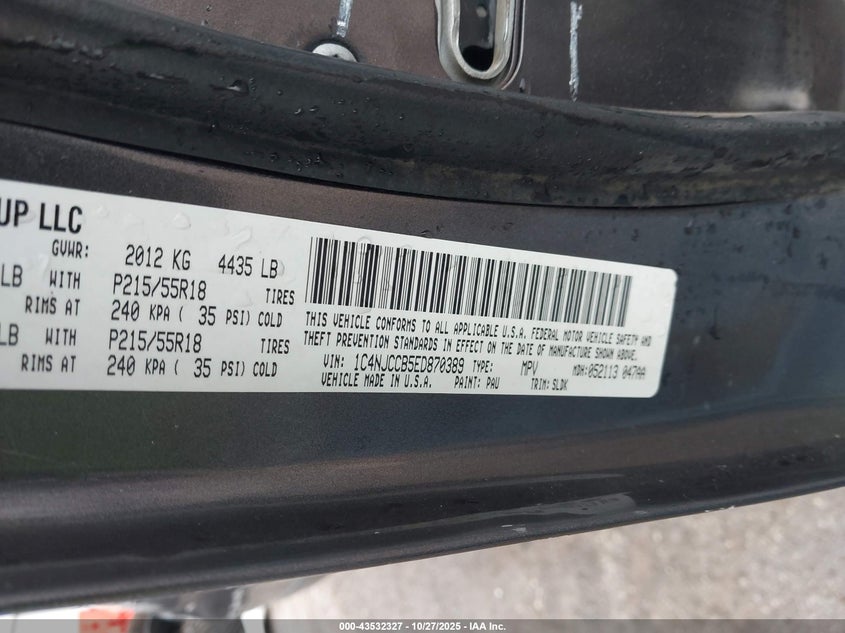 UP LLC
GVWR: 2012 KG 4435 LB
LB WITH P215/55R18 TIRES
RIMS AT 240 KPA ( 35 PSI) COLD
LB WITH P215/55R18 TIRES
RIMS AT 240 KPA ( 35 PSI) COLD
THIS VEHICLE CONFORMS TO ALL APPLICABLE U.S.A. FEDERAL MOTOR VEHICLE SAFETY AND
THEFT PREVENTION STANDARDS IN EFFECT ON THE DATE OF MANUFACTURE SHOWN ABOVE.
VIN: 1C4NJCCB5ED870389 TYPE: MPV MDH: 052113 047AA
VEHICLE MADE IN U.S.A. PAINT: PAU TRIM: SLDK
000-43532327 | 10/27/2025 | IAA Inc.